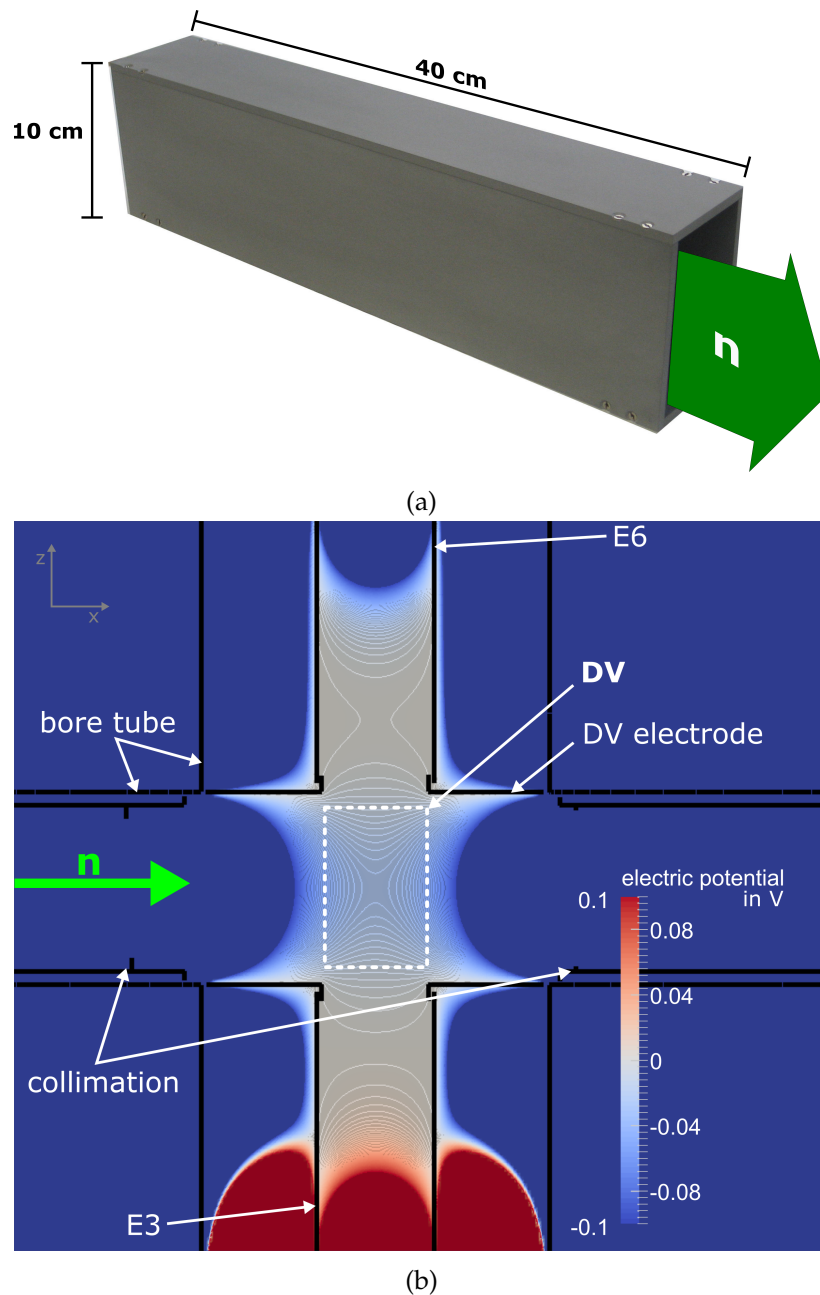 40 cm
10 cm
n
(a)
E6
z
x
DV
bore tube
DV electrode
n
electric potential
in V
0.1
0.08
0.04
0
-0.04
-0.08
-0.1
collimation
E3
(b)